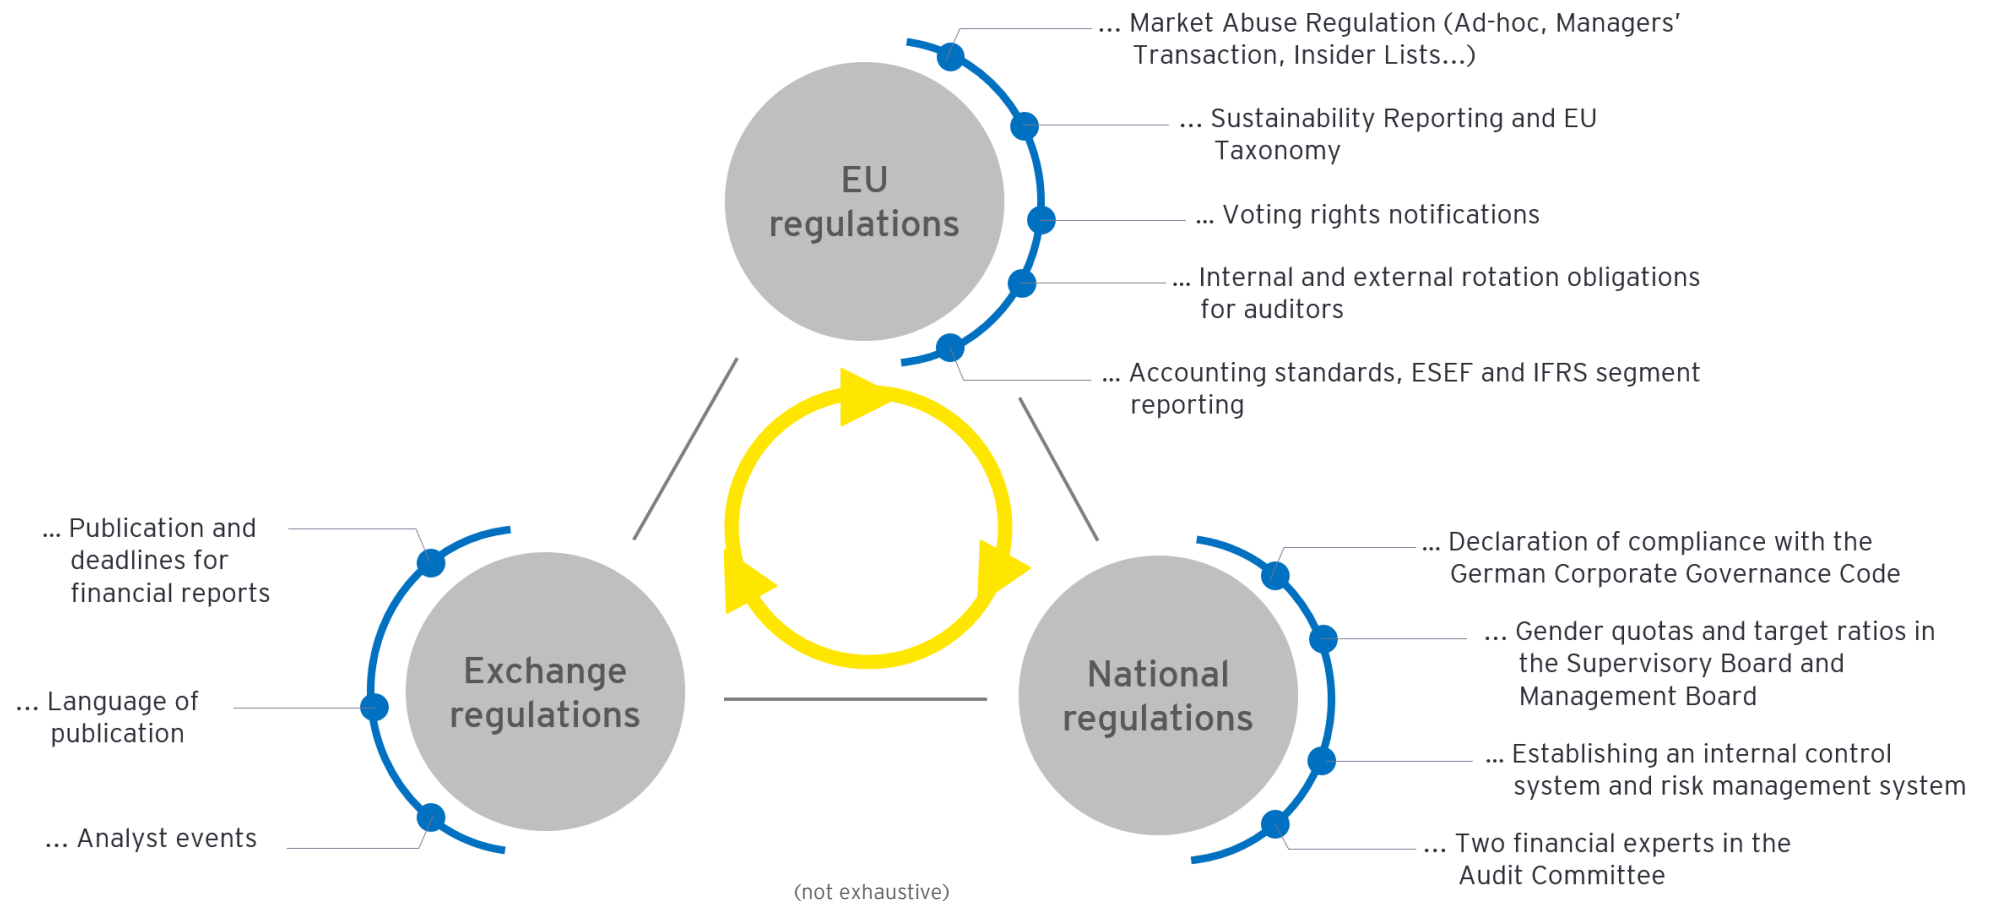 ... Market Abuse Regulation (Ad-hoc, Managers’
Transaction, Insider Lists...)
... Sustainability Reporting and EU
Taxonomy
... Voting rights notifications
... Internal and external rotation obligations
for auditors
... Accounting standards, ESEF and IFRS segment
reporting
EU
regulations
... Publication and
deadlines for
financial reports
... Language of
publication
... Analyst events
Exchange
regulations
National
regulations
... Declaration of compliance with the
German Corporate Governance Code
... Gender quotas and target ratios in
the Supervisory Board and
Management Board
... Establishing an internal control
system and risk management system
... Two financial experts in the
Audit Committee
(not exhaustive)